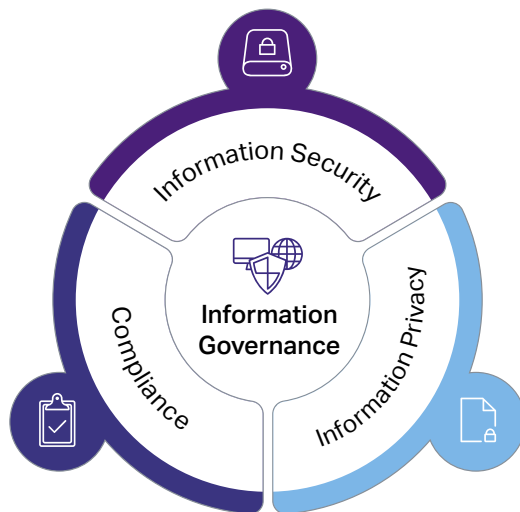 Information Security
Information
Governance
Compliance
Information Privacy